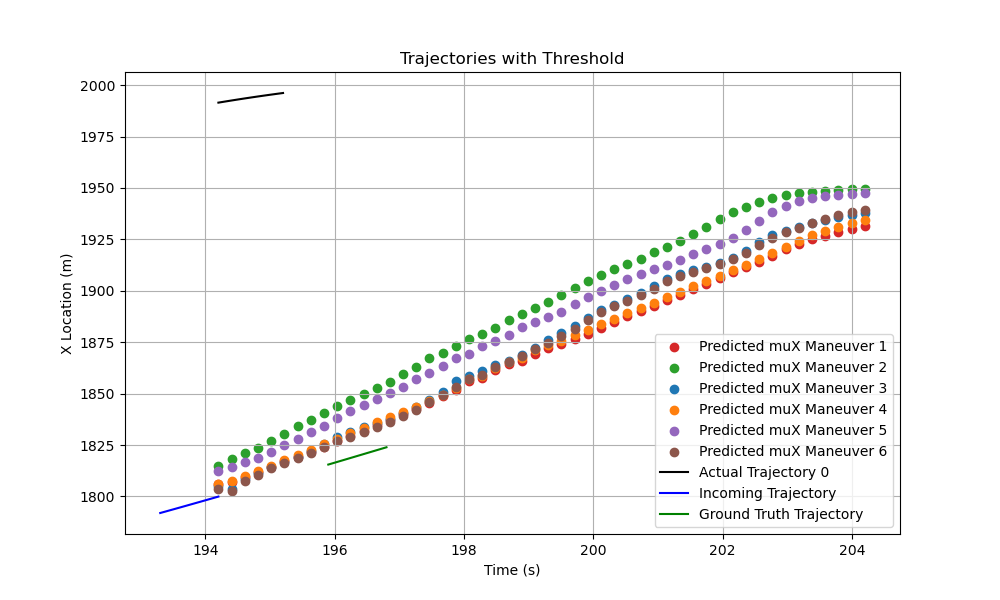 Trajectories with Threshold
2000
1975
1950
1925
1900
1875
1850
1825
1800
X Location (m)
194
196
198
200
202
204
Time (s)
Predicted muX Maneuver 1
Predicted muX Maneuver 2
Predicted muX Maneuver 3
Predicted muX Maneuver 4
Predicted muX Maneuver 5
Predicted muX Maneuver 6
Actual Trajectory 0
Incoming Trajectory
Ground Truth Trajectory